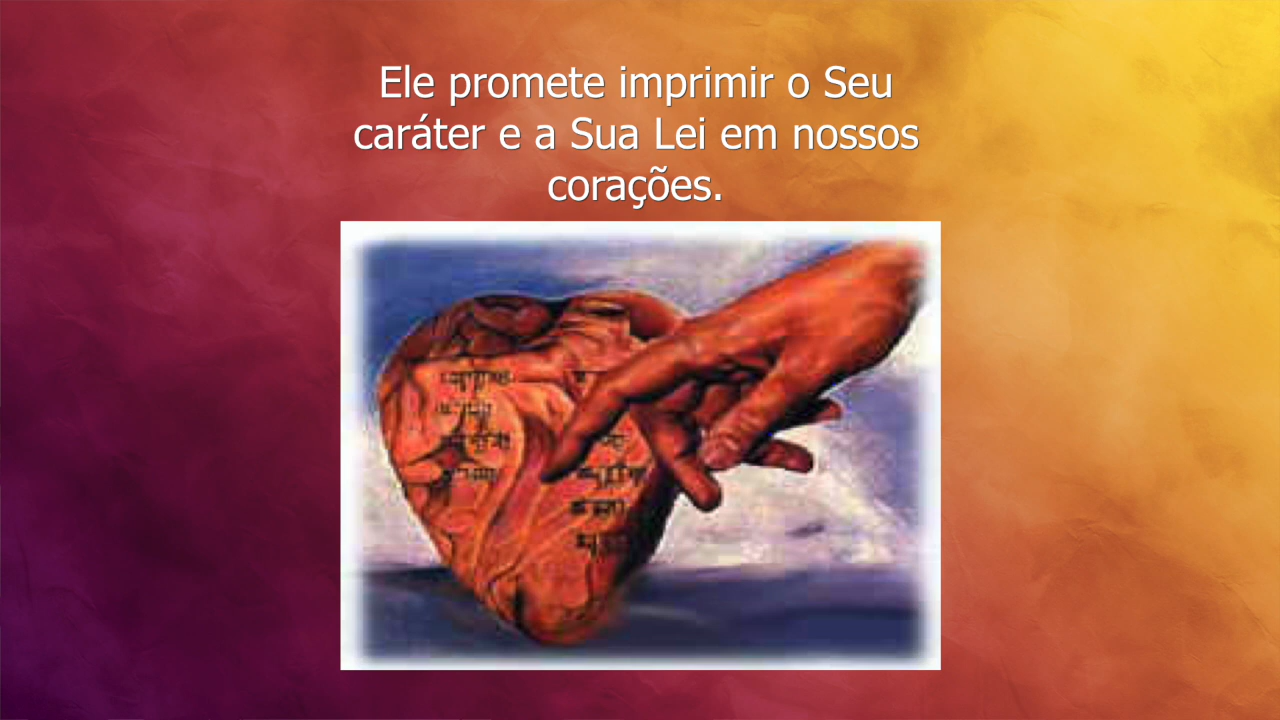 Ele promete imprimir o Seu
caráter e a Sua Lei em nossos
corações.